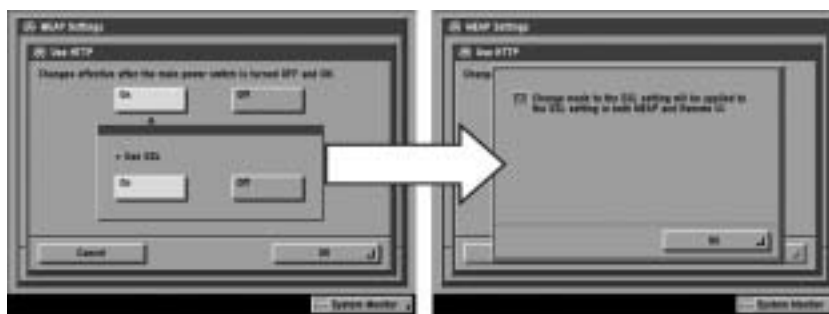 MEAP Settings
Use HTTP
Changes effective after the main power switch is turned OFF and ON.
On Off
Use SSL
On Off
Cancel OK
System Monitor
MEAP Settings
Use HTTP
Chang
Change made to the SSL setting will be applied to
the SSL setting in both MEAP and Remote UI.
OK
System Monitor